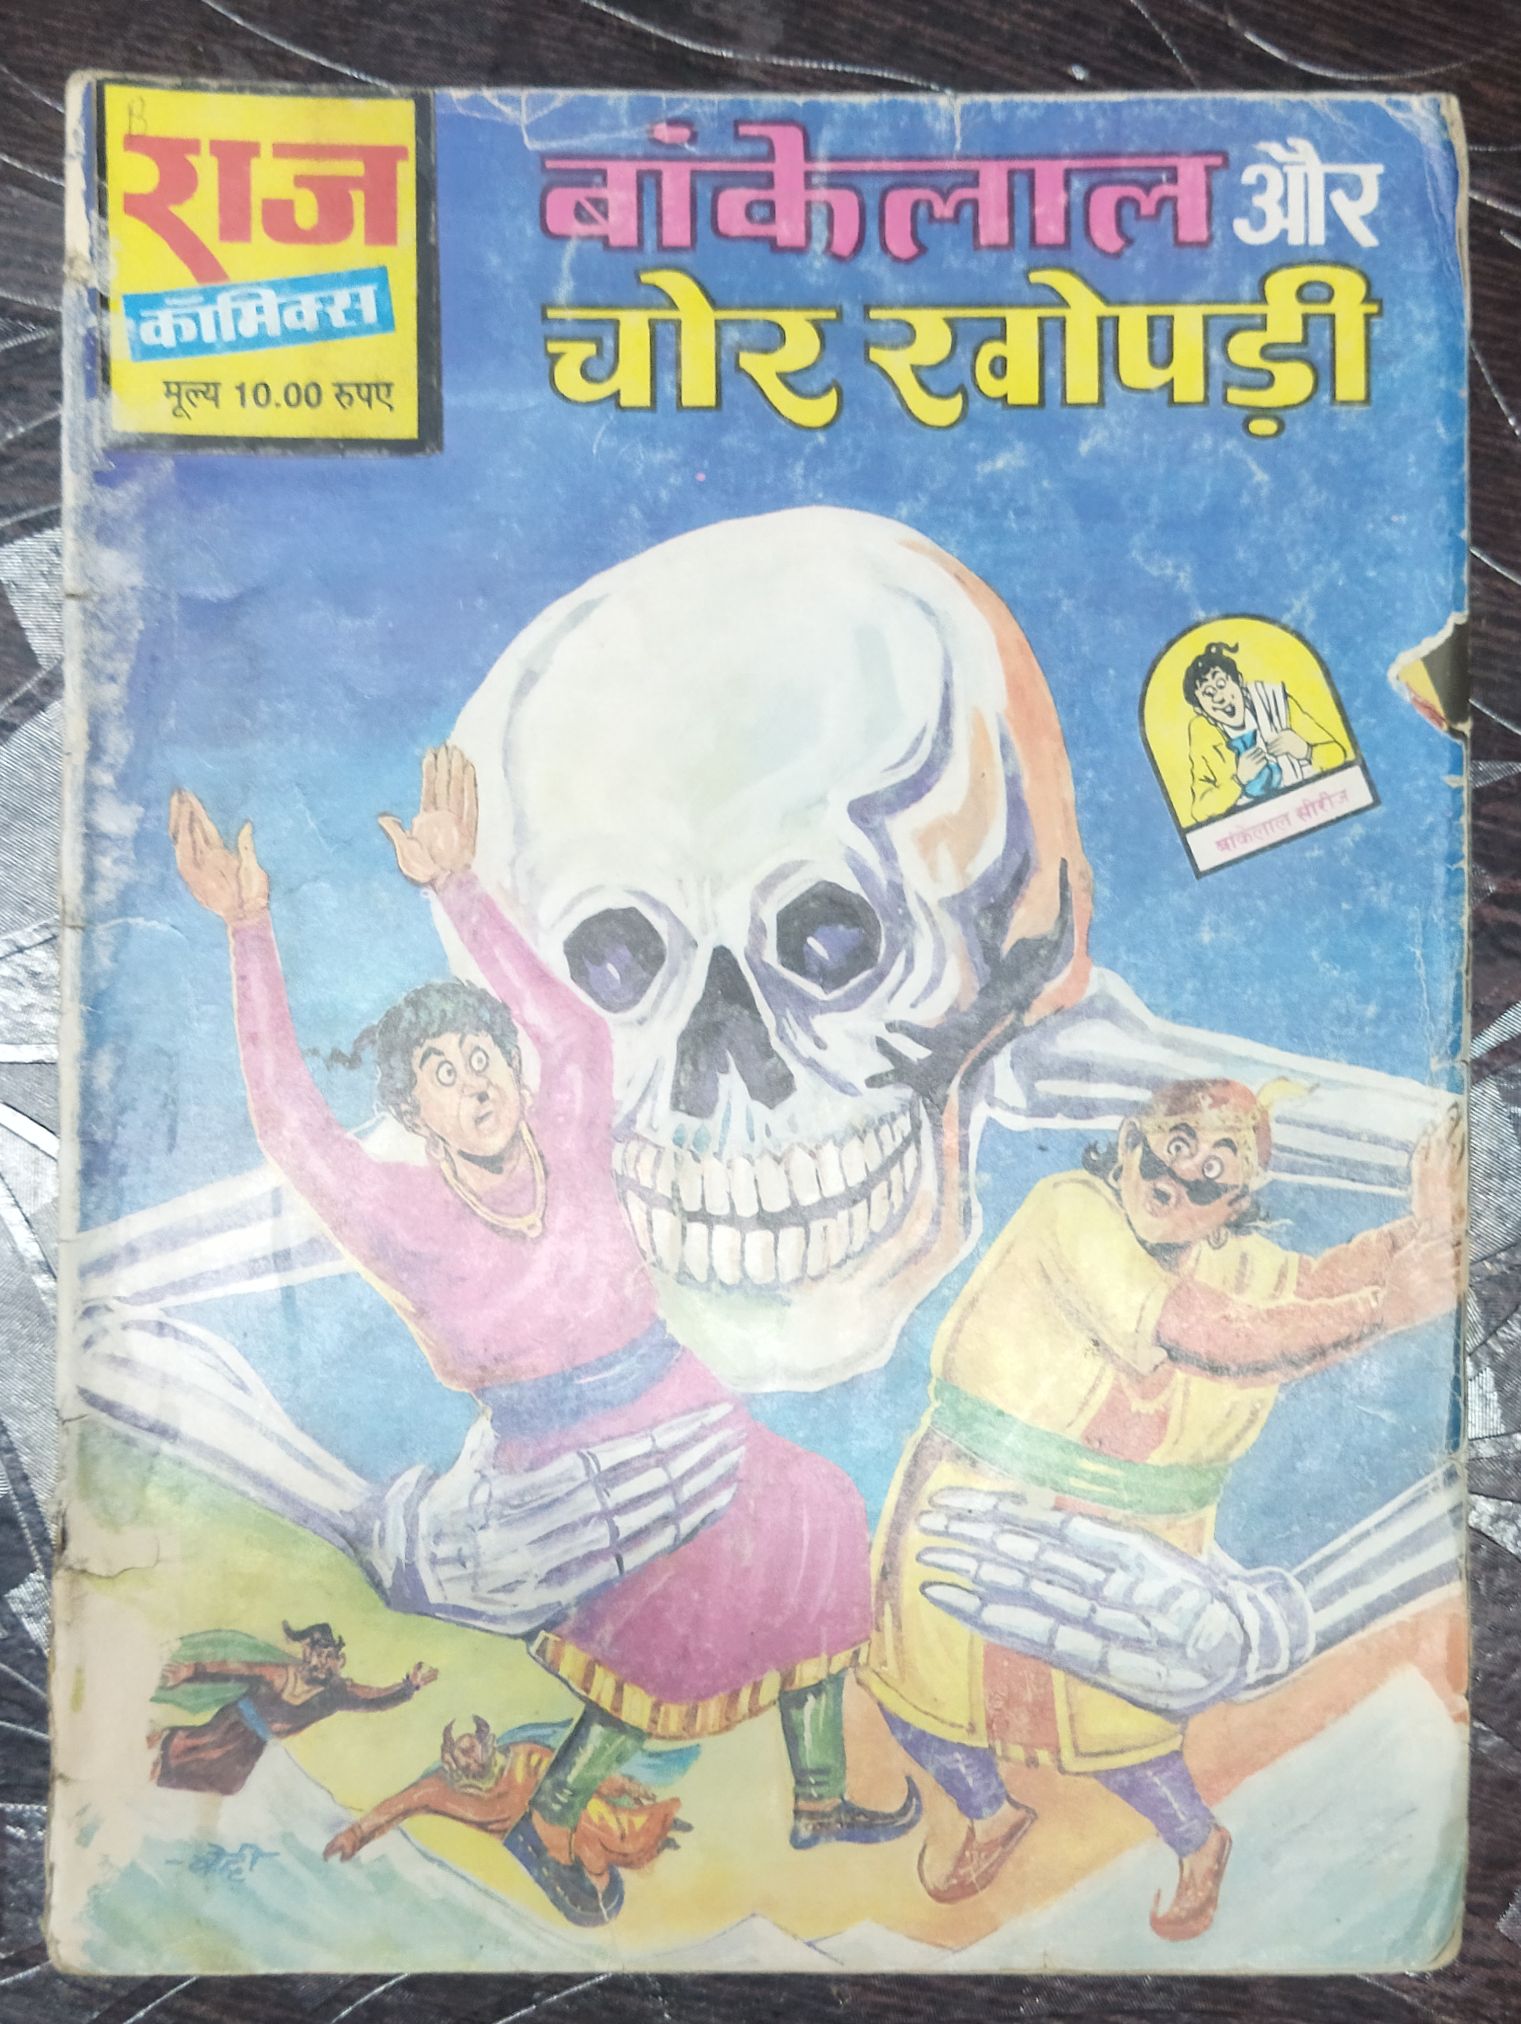 B
राज
कॉमिक्स
मूल्य 10.00 रुपए
बांकेलाल और
चोर खोपड़ी
बांकेलाल सीरीज
-बेदी